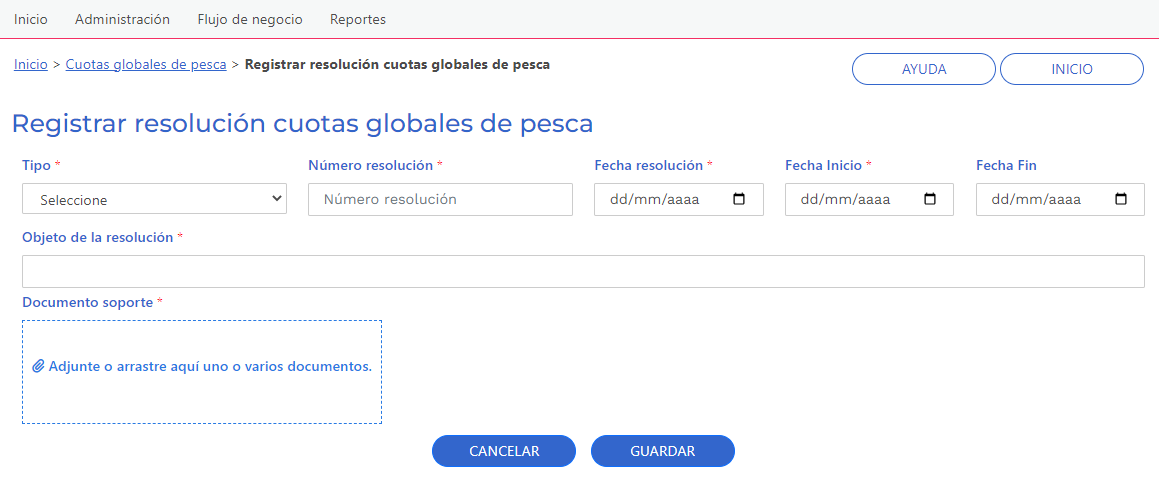 Inicio Administración Flujo de negocio Reportes
Inicio > Cuotas globales de pesca > Registrar resolución cuotas globales de pesca AYUDA INICIO
Registrar resolución cuotas globales de pesca
Tipo * Número resolución * Fecha resolución * Fecha Inicio * Fecha Fin
Seleccione Número resolución dd/mm/aaaa dd/mm/aaaa dd/mm/aaaa
Objeto de la resolución *
Documento soporte *
Adjunte o arrastre aquí uno o varios documentos.
CANCELAR GUARDAR